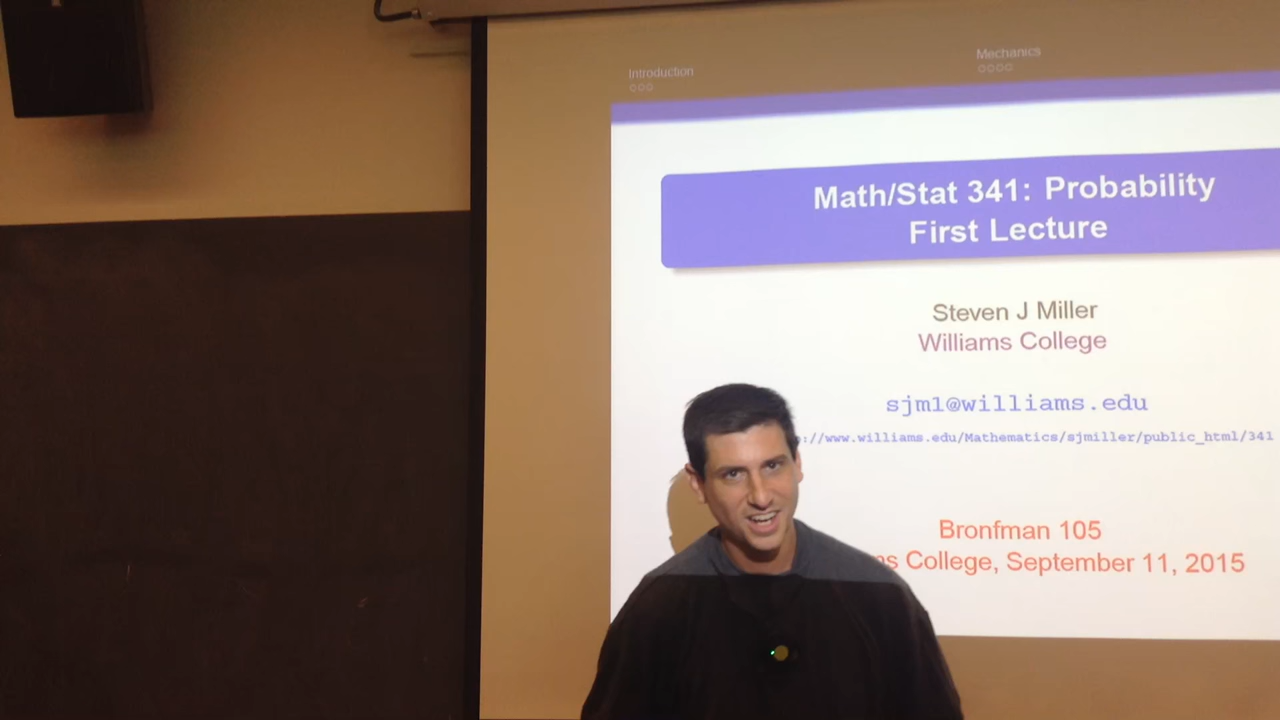 Introduction
Mechanics
Math/Stat 341: Probability
First Lecture
Steven J Miller
Williams College
sjm1@williams.edu
://www.williams.edu/Mathematics/sjmiller/public_html/341
Bronfman 105
College, September 11, 2015